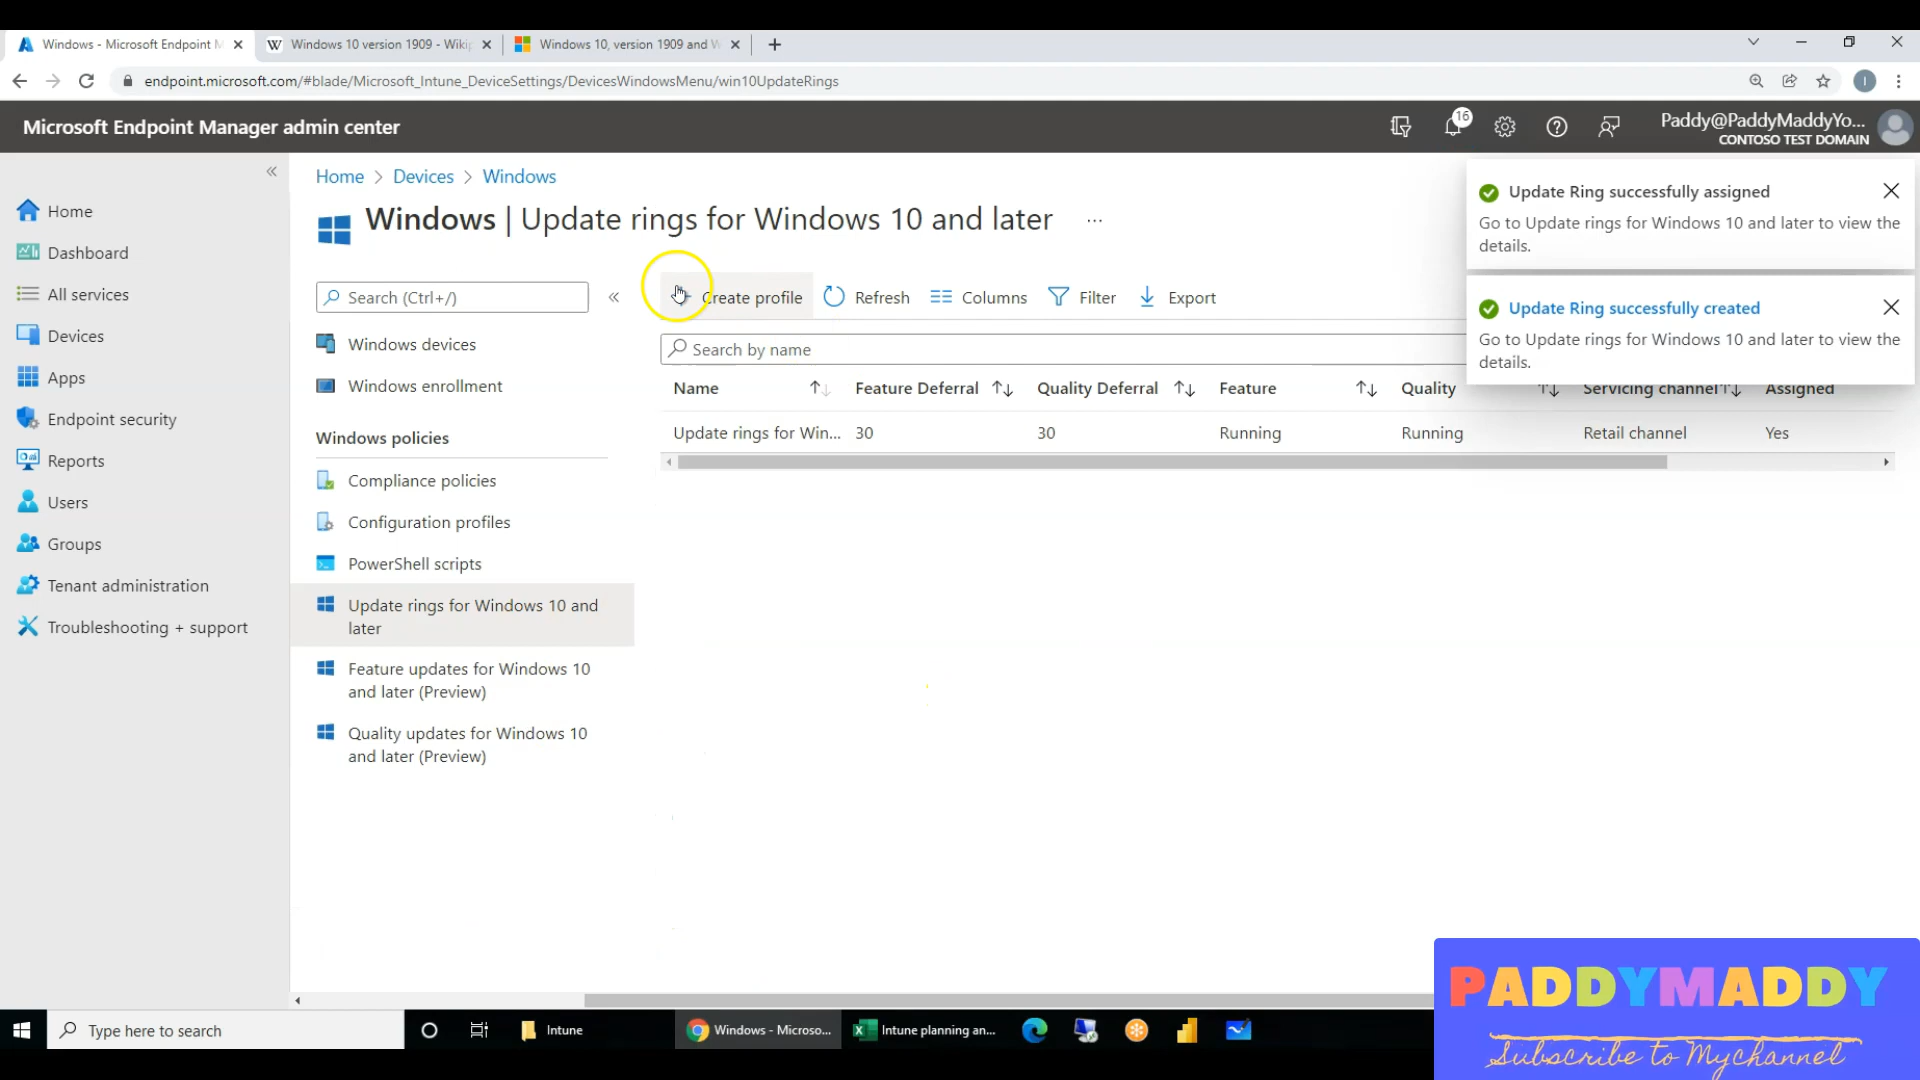 Windows - Microsoft Endpoint M
Windows 10 version 1909 - Wikip
Windows 10, version 1909 and W
endpoint.microsoft.com/#blade/Microsoft_Intune_DeviceSettings/DevicesWindowsMenu/win10UpdateRings
I
Microsoft Endpoint Manager admin center
16
Paddy@PaddyMaddyYo...
CONTOSO TEST DOMAIN
Home
Dashboard
All services
Devices
Apps
Endpoint security
Reports
Users
Groups
Tenant administration
Troubleshooting + support
Home > Devices > Windows
Windows | Update rings for Windows 10 and later ...
Search (Ctrl+/)
Windows devices
Windows enrollment
Windows policies
Compliance policies
Configuration profiles
PowerShell scripts
Update rings for Windows 10 and
later
Feature updates for Windows 10
and later (Preview)
Quality updates for Windows 10
and later (Preview)
Create profile Refresh Columns Filter Export
Search by name
Name Feature Deferral Quality Deferral Feature Quality Servicing channel Assigned
Update rings for Win... 30 30 Running Running Retail channel Yes
Update Ring successfully assigned
Go to Update rings for Windows 10 and later to view the
details.
Update Ring successfully created
Go to Update rings for Windows 10 and later to view the
details.
PADDYMADDY
Subscribe to Mychannel
Type here to search
Intune
Windows - Microso...
Intune planning an...